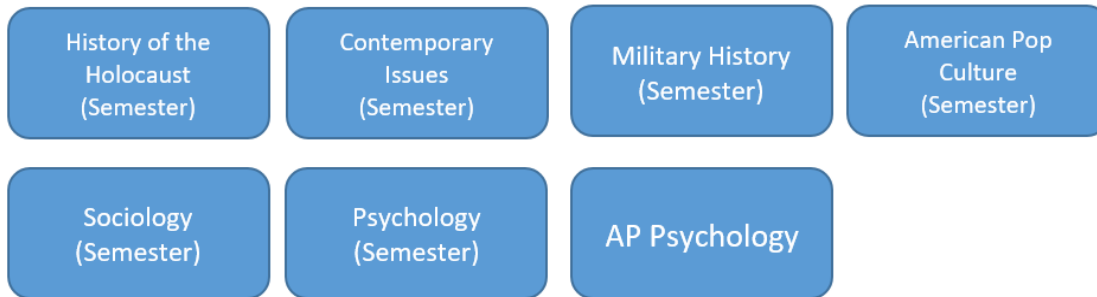 History of the
Holocaust
(Semester)
Contemporary
Issues
(Semester)
Military History
(Semester)
American Pop
Culture
(Semester)
Sociology
(Semester)
Psychology
(Semester)
AP Psychology